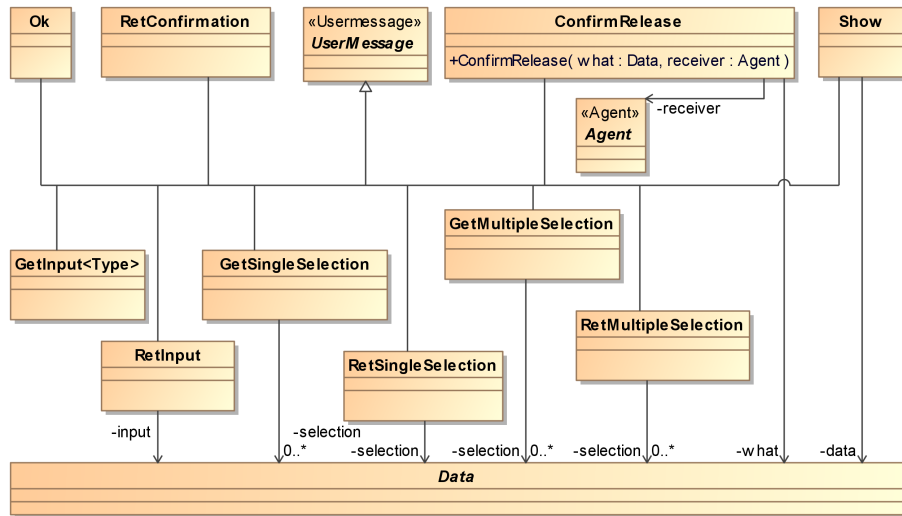 Ok
RetConfirmation
«Usermessage»
UserMessage
ConfirmRelease
+ConfirmRelease( what : Data, receiver : Agent )
Show
«Agent»
Agent
-receiver
GetInput<Type>
GetSingleSelection
GetMultipleSelection
RetInput
RetSingleSelection
RetMultipleSelection
-input
-selection
0..*
-selection
-selection
0..*
-selection
0..*
-what
-data
Data